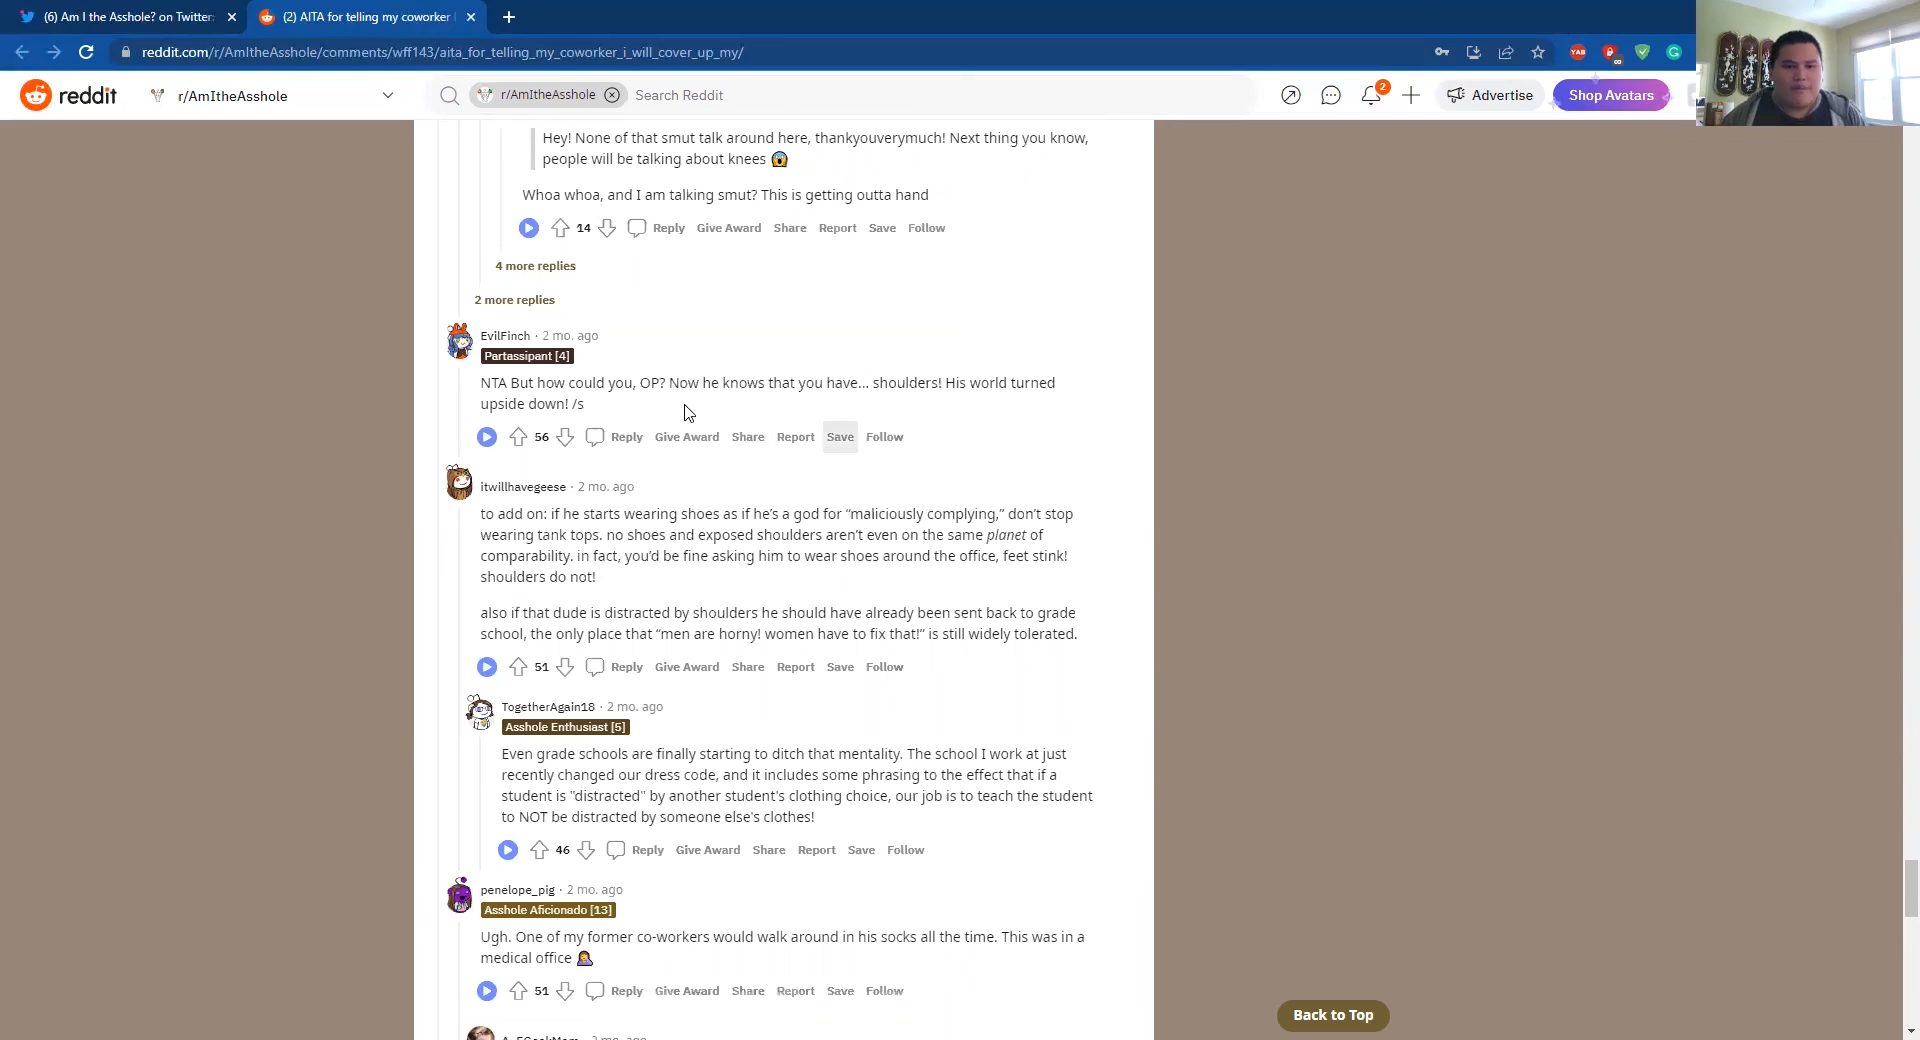 (6) Am I the Asshole? on Twitter:
(2) AITA for telling my coworker I
reddit.com/r/AmItheAsshole/comments/wff143/aita_for_telling_my_coworker_i_will_cover_up_my/
YAB
reddit
r/AmItheAsshole
r/AmItheAsshole
Search Reddit
2
Advertise
Shop Avatars
Hey! None of that smut talk around here, thankyouverymuch! Next thing you know,
people will be talking about knees 😱
Whoa whoa, and I am talking smut? This is getting outta hand
14 Reply Give Award Share Report Save Follow
4 more replies
2 more replies
EvilFinch · 2 mo. ago
Partassipant [4]
NTA But how could you, OP? Now he knows that you have... shoulders! His world turned
upside down! /s
56 Reply Give Award Share Report Save Follow
itwillhavegeese · 2 mo. ago
to add on: if he starts wearing shoes as if he’s a god for “maliciously complying,” don’t stop
wearing tank tops. no shoes and exposed shoulders aren’t even on the same planet of
comparability. in fact, you’d be fine asking him to wear shoes around the office, feet stink!
shoulders do not!
also if that dude is distracted by shoulders he should have already been sent back to grade
school, the only place that “men are horny! women have to fix that!” is still widely tolerated.
51 Reply Give Award Share Report Save Follow
TogetherAgain18 · 2 mo. ago
Asshole Enthusiast [5]
Even grade schools are finally starting to ditch that mentality. The school I work at just
recently changed our dress code, and it includes some phrasing to the effect that if a
student is "distracted" by another student's clothing choice, our job is to teach the student
to NOT be distracted by someone else's clothes!
46 Reply Give Award Share Report Save Follow
penelope_pig · 2 mo. ago
Asshole Aficionado [13]
Ugh. One of my former co-workers would walk around in his socks all the time. This was in a
medical office 🤦‍♀️
51 Reply Give Award Share Report Save Follow
Back to Top
2 mo. ago